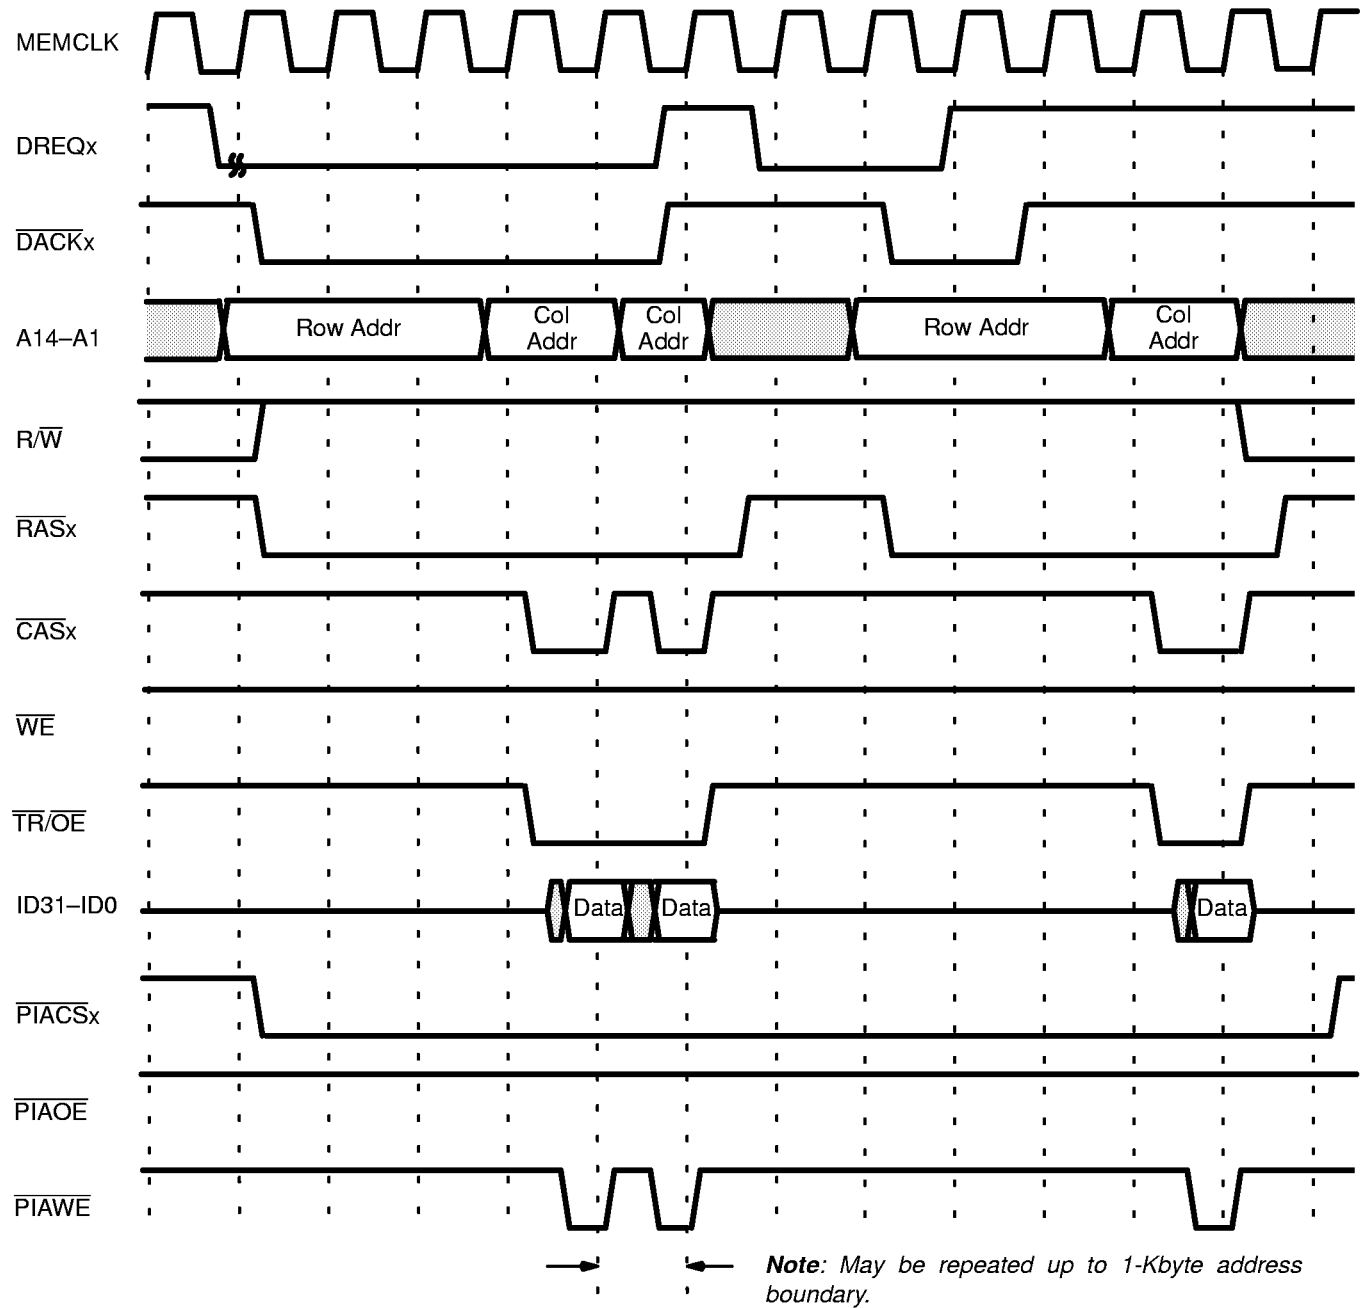 MEMCLK
DREQx
DACKx
A14–A1
Row Addr
Col
Addr
Col
Addr
Row Addr
Col
Addr
R/W
RASx
CASx
WE
TR/OE
ID31–ID0
Data
Data
Data
PIACSx
PIAOE
PIAWE
Note: May be repeated up to 1-Kbyte address
boundary.